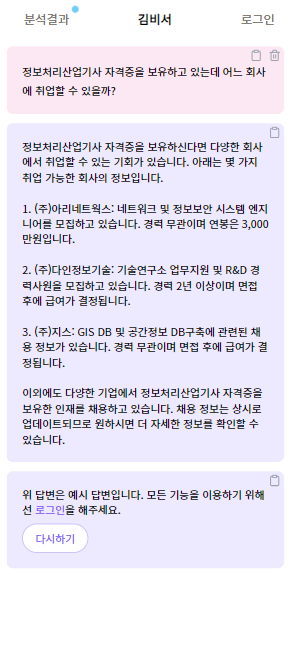 분석결과 김비서 로그인
정보처리산업기사 자격증을 보유하고 있는데 어느 회사
에 취업할 수 있을까?
정보처리산업기사 자격증을 보유하신다면 다양한 회사
에서 취업할 수 있는 기회가 있습니다. 아래는 몇 가지
취업 가능한 회사의 정보입니다.
1. (주)아리네트웍스: 네트워크 및 정보보안 시스템 엔지
니어를 모집하고 있습니다. 경력 무관이며 연봉은 3,000
만원입니다.
2. (주)다인정보기술: 기술연구소 업무지원 및 R&D 경
력사원을 모집하고 있습니다. 경력 2년 이상이며 면접
후에 급여가 결정됩니다.
3. (주)지스: GIS DB 및 공간정보 DB구축에 관련된 채
용 정보가 있습니다. 경력 무관이며 면접 후에 급여가 결
정됩니다.
이외에도 다양한 기업에서 정보처리산업기사 자격증을
보유한 인재를 채용하고 있습니다. 채용 정보는 상시로
업데이트되므로 원하시면 더 자세한 정보를 확인할 수
있습니다.
위 답변은 예시 답변입니다. 모든 기능을 이용하기 위해
선 로그인을 해주세요.
다시하기